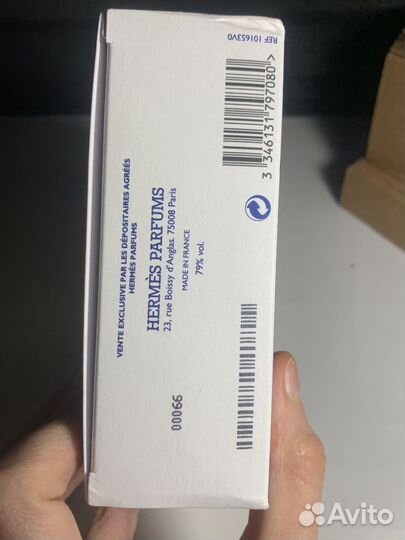 REF 101653V0
3 346131 797080>
VENTE EXCLUSIVE PAR LES DÉPOSITAIRES AGRÉÉS
HERMÈS PARFUMS
HERMÈS PARFUMS
23, rue Boissy d'Anglas. 75008 Paris
MADE IN FRANCE
79% vol.
00066
Avito